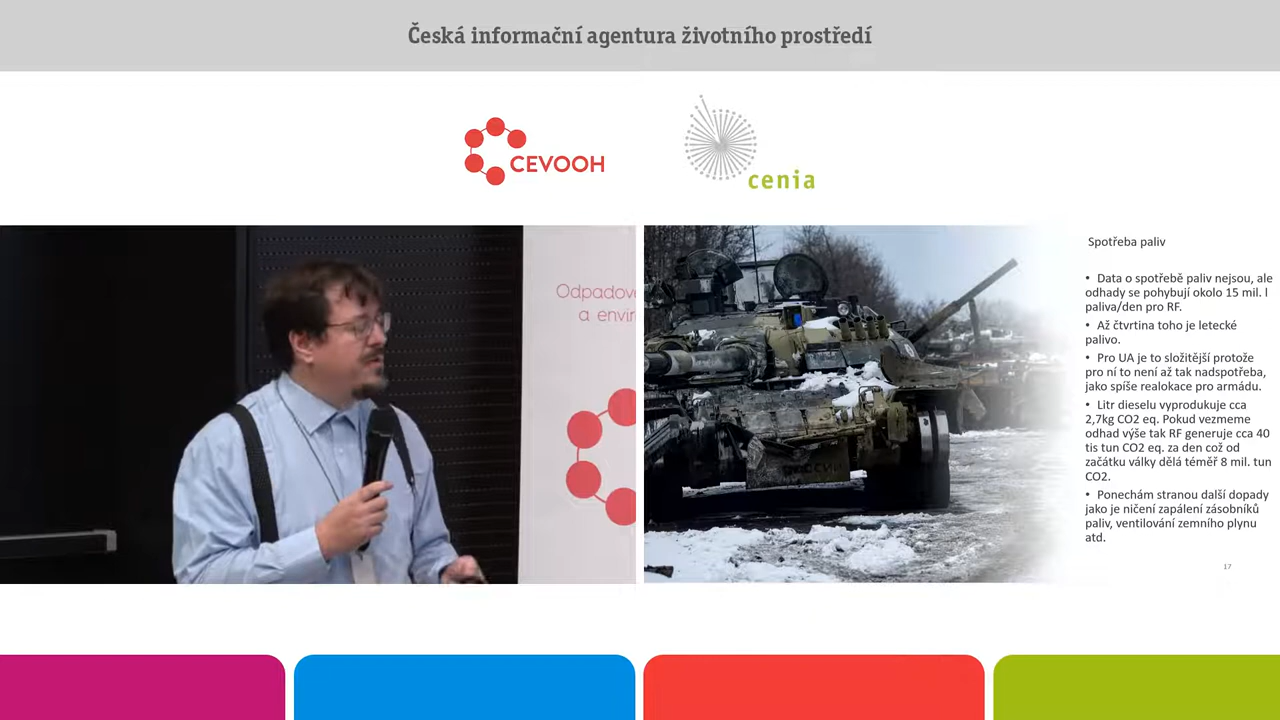 Česká informační agentura životního prostředí
CEVOOH
cenia
Odpadové
a envir
Spotřeba paliv
• Data o spotřebě paliv nejsou, ale
odhady se pohybují okolo 15 mil. l
paliva/den pro RF.
• Až čtvrtina toho je letecké
palivo.
• Pro UA je to složitější protože
pro ní to není až tak nadspotřeba,
jako spíše realokace pro armádu.
• Litr dieselu vyprodukuje cca
2,7kg CO2 eq. Pokud vezmeme
odhad výše tak RF generuje cca 40
tis tun CO2 eq. za den což od
začátku války dělá téměř 8 mil. tun
CO2.
• Ponechám stranou další dopady
jako je ničení zapálení zásobníků
paliv, ventilování zemního plynu
atd.
17